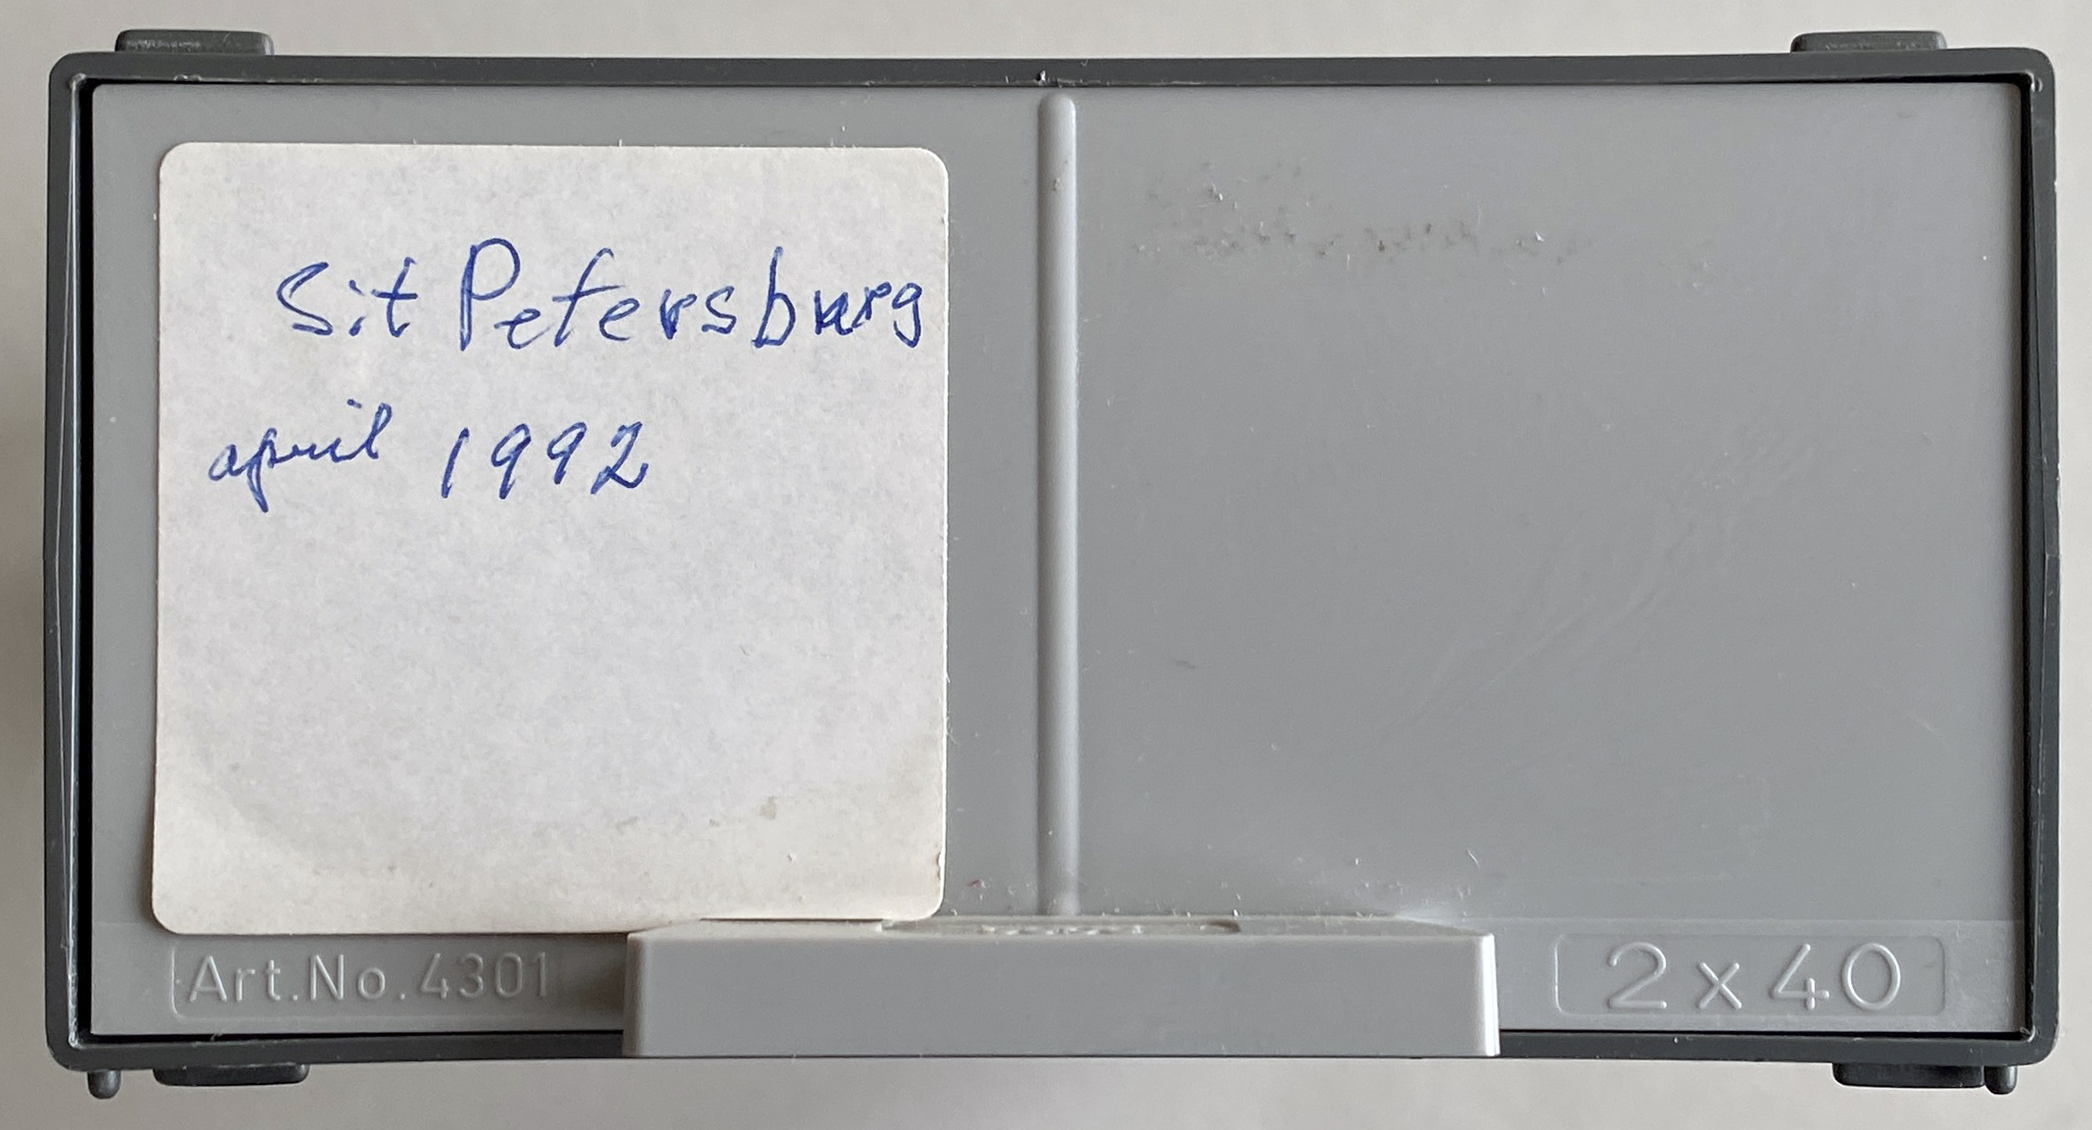 Sit Petersburg
april 1992
Art.No.4301
2x40